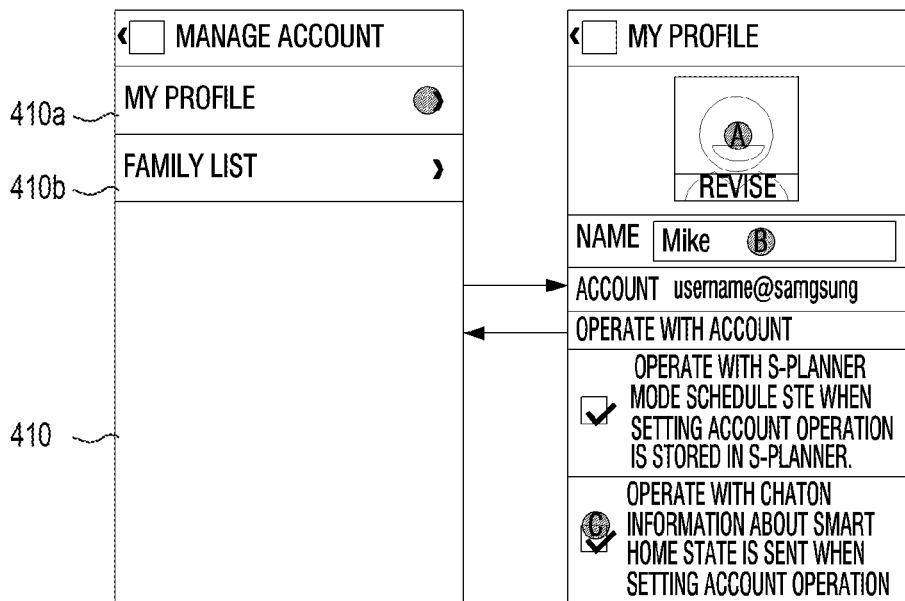 MANAGE ACCOUNT
410a
MY PROFILE
410b
FAMILY LIST
410
MY PROFILE
A
REVISE
NAME Mike B
ACCOUNT username@samgsung
OPERATE WITH ACCOUNT
OPERATE WITH S-PLANNER
MODE SCHEDULE STE WHEN
SETTING ACCOUNT OPERATION
IS STORED IN S-PLANNER.
OPERATE WITH CHATON
C INFORMATION ABOUT SMART
HOME STATE IS SENT WHEN
SETTING ACCOUNT OPERATION